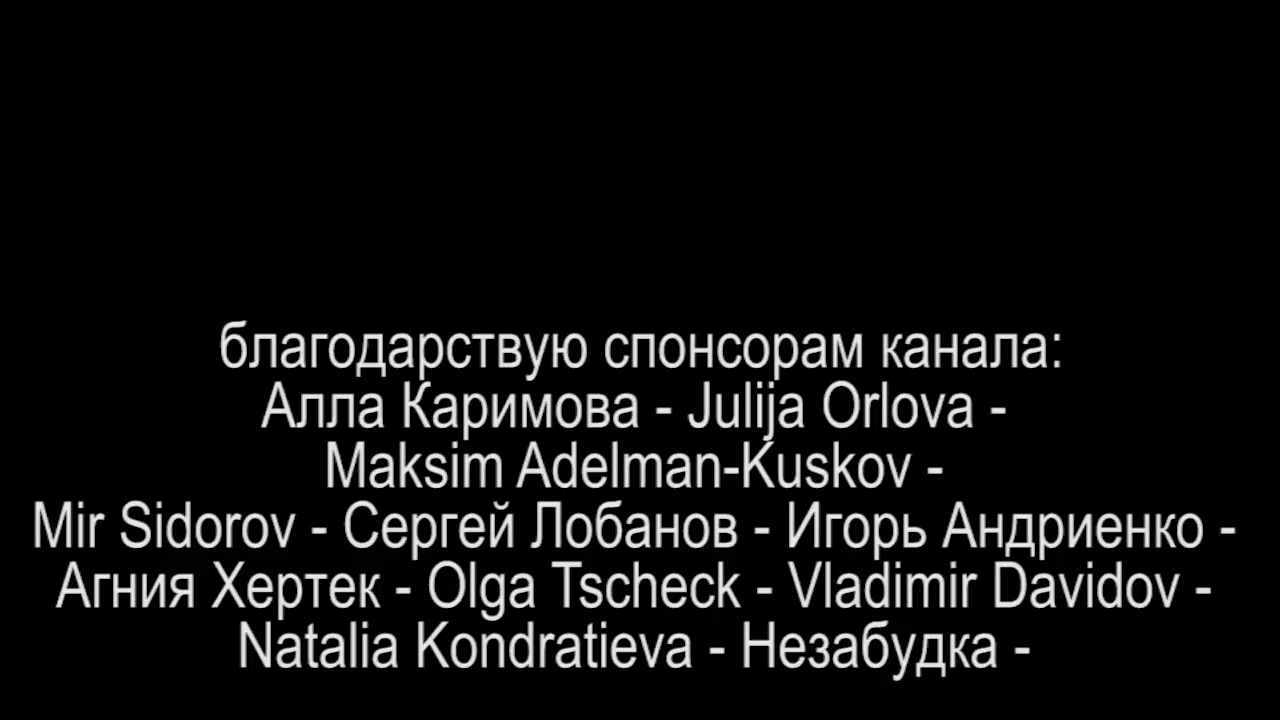 благодарствую спонсорам канала:
Алла Каримова - Julija Orlova -
Maksim Adelman-Kuskov -
Mir Sidorov - Сергей Лобанов - Игорь Андриенко -
Агния Хертек - Olga Tscheck - Vladimir Davidov -
Natalia Kondratieva - Незабудка -